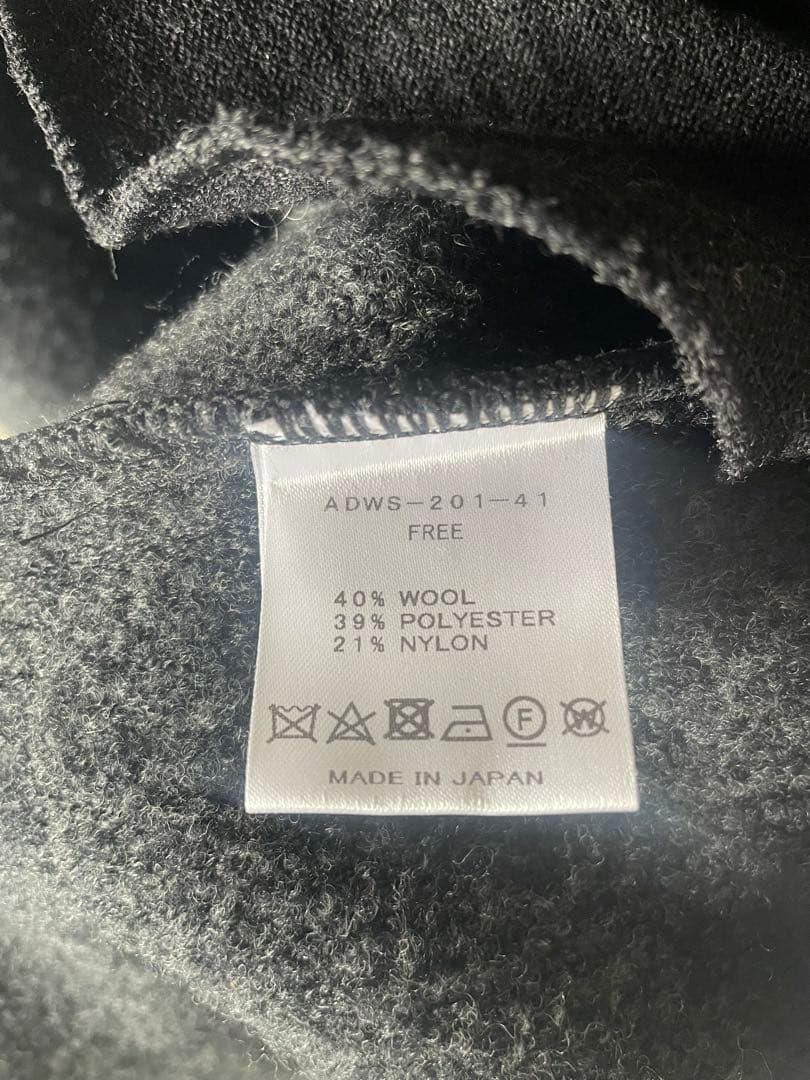 ADWS-201-41
FREE
40% WOOL
39% POLYESTER
21% NYLON
F W
MADE IN JAPAN